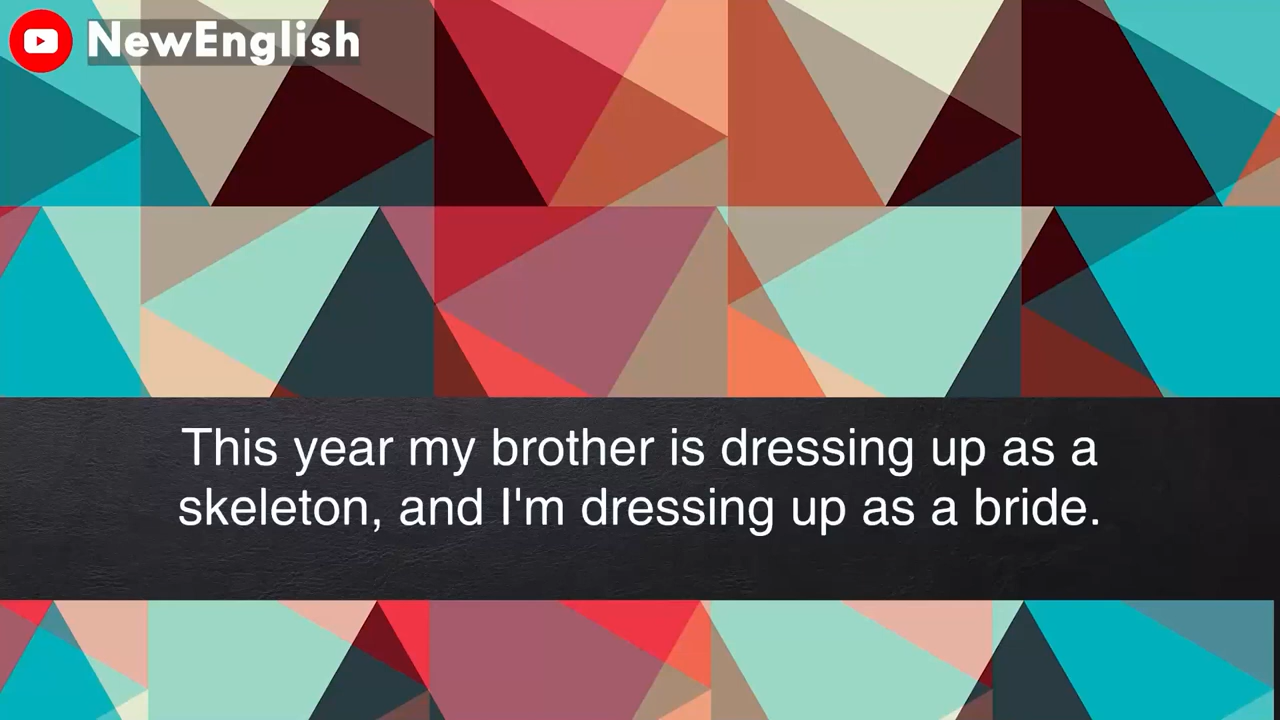 NewEnglish
This year my brother is dressing up as a
skeleton, and I'm dressing up as a bride.